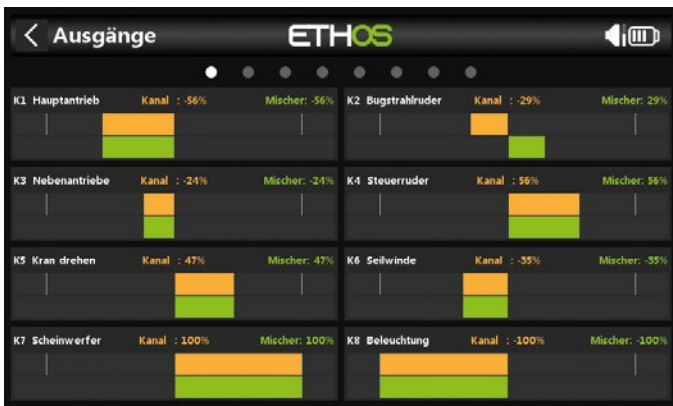 Ausgänge ETHOS
K1 Hauptantrieb Kanal : -56% Mischer: -56%
K2 Bugstrahlruder Kanal : -29% Mischer: 29%
K3 Nebenantriebe Kanal : -24% Mischer: -24%
K4 Steuerruder Kanal : 56% Mischer: 56%
K5 Kran drehen Kanal : 47% Mischer: 47%
K6 Seilwinde Kanal : -35% Mischer: -35%
K7 Scheinwerfer Kanal : 100% Mischer: 100%
K8 Beleuchtung Kanal : -100% Mischer: -100%